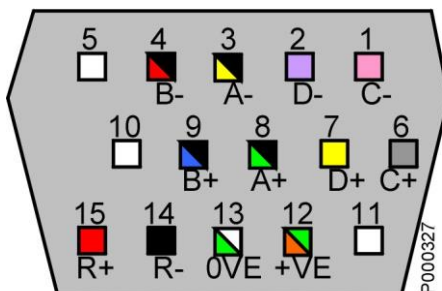 5 4 3 2 1
B- A- D- C-
10 9 8 7 6
B+ A+ D+ C+
15 14 13 12 11
R+ R- 0VE +VE
P000327